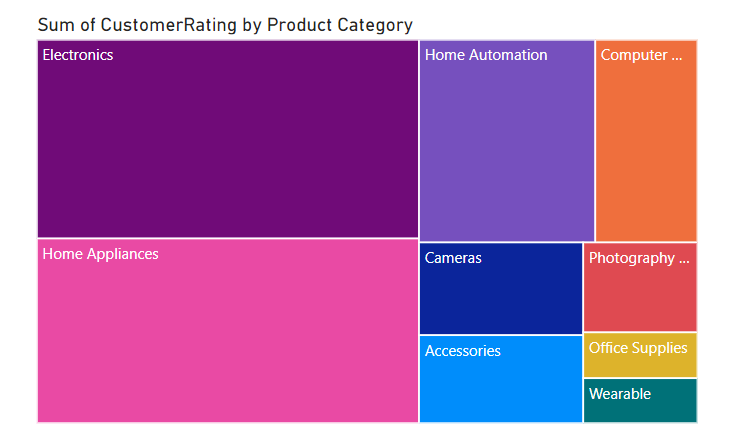 Sum of CustomerRating by Product Category
Electronics
Home Automation
Computer ...
Home Appliances
Cameras
Photography ...
Accessories
Office Supplies
Wearable